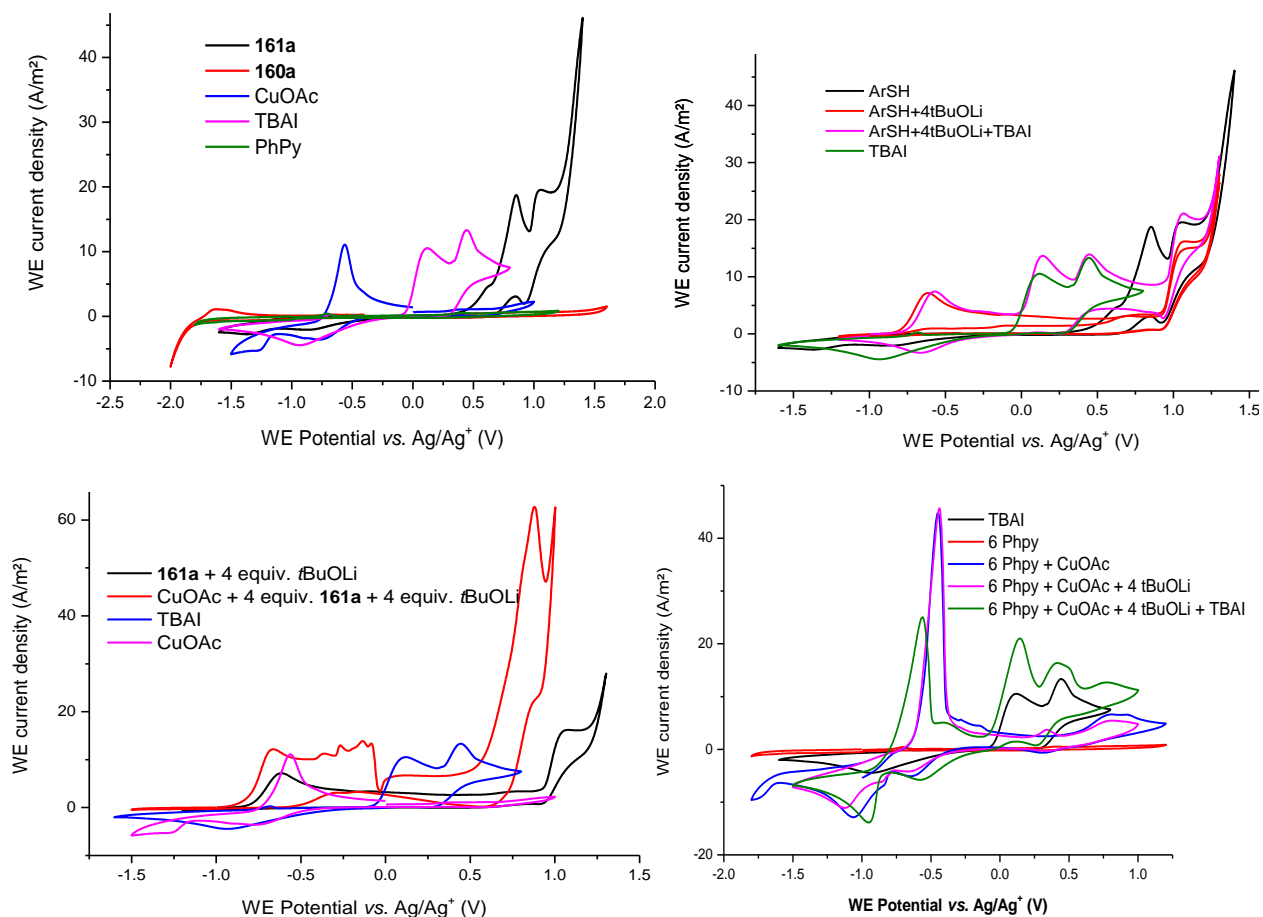 161a
160a
CuOAc
TBAI
PhPy
WE current density (A/m²)
40
30
20
10
0
-10
-2.5 -2.0 -1.5 -1.0 -0.5 0.0 0.5 1.0 1.5 2.0
WE Potential vs. Ag/Ag⁺ (V)
ArSH
ArSH+4tBuOLi
ArSH+4tBuOLi+TBAI
TBAI
WE current density (A/m²)
50
40
30
20
10
0
-10
-1.5 -1.0 -0.5 0.0 0.5 1.0 1.5
WE Potential vs. Ag/Ag⁺ (V)
161a + 4 equiv. tBuOLi
CuOAc + 4 equiv. 161a + 4 equiv. tBuOLi
TBAI
CuOAc
WE current density (A/m²)
60
40
20
0
-1.5 -1.0 -0.5 0.0 0.5 1.0 1.5
WE Potential vs. Ag/Ag⁺ (V)
TBAI
6 Phpy
6 Phpy + CuOAc
6 Phpy + CuOAc + 4 tBuOLi
6 Phpy + CuOAc + 4 tBuOLi + TBAI
WE current density (A/m²)
50
40
30
20
10
0
-10
-20
-2.0 -1.5 -1.0 -0.5 0.0 0.5 1.0
WE Potential vs. Ag/Ag⁺ (V)